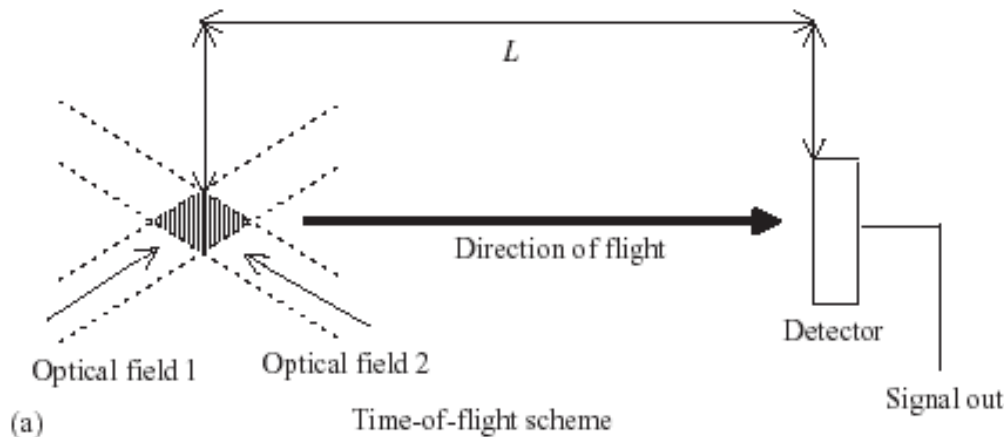 L
Direction of flight
Detector
Optical field 1
Optical field 2
Signal out
(a)
Time-of-flight scheme